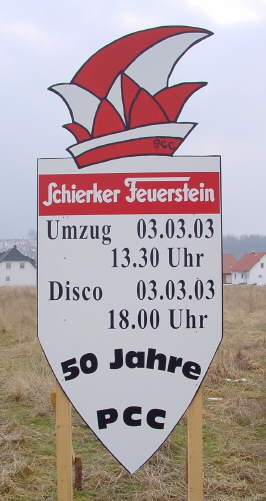 PCC
Schierker Feuerstein
Umzug 03.03.03
13.30 Uhr
Disco 03.03.03
18.00 Uhr
50 Jahre
PCC